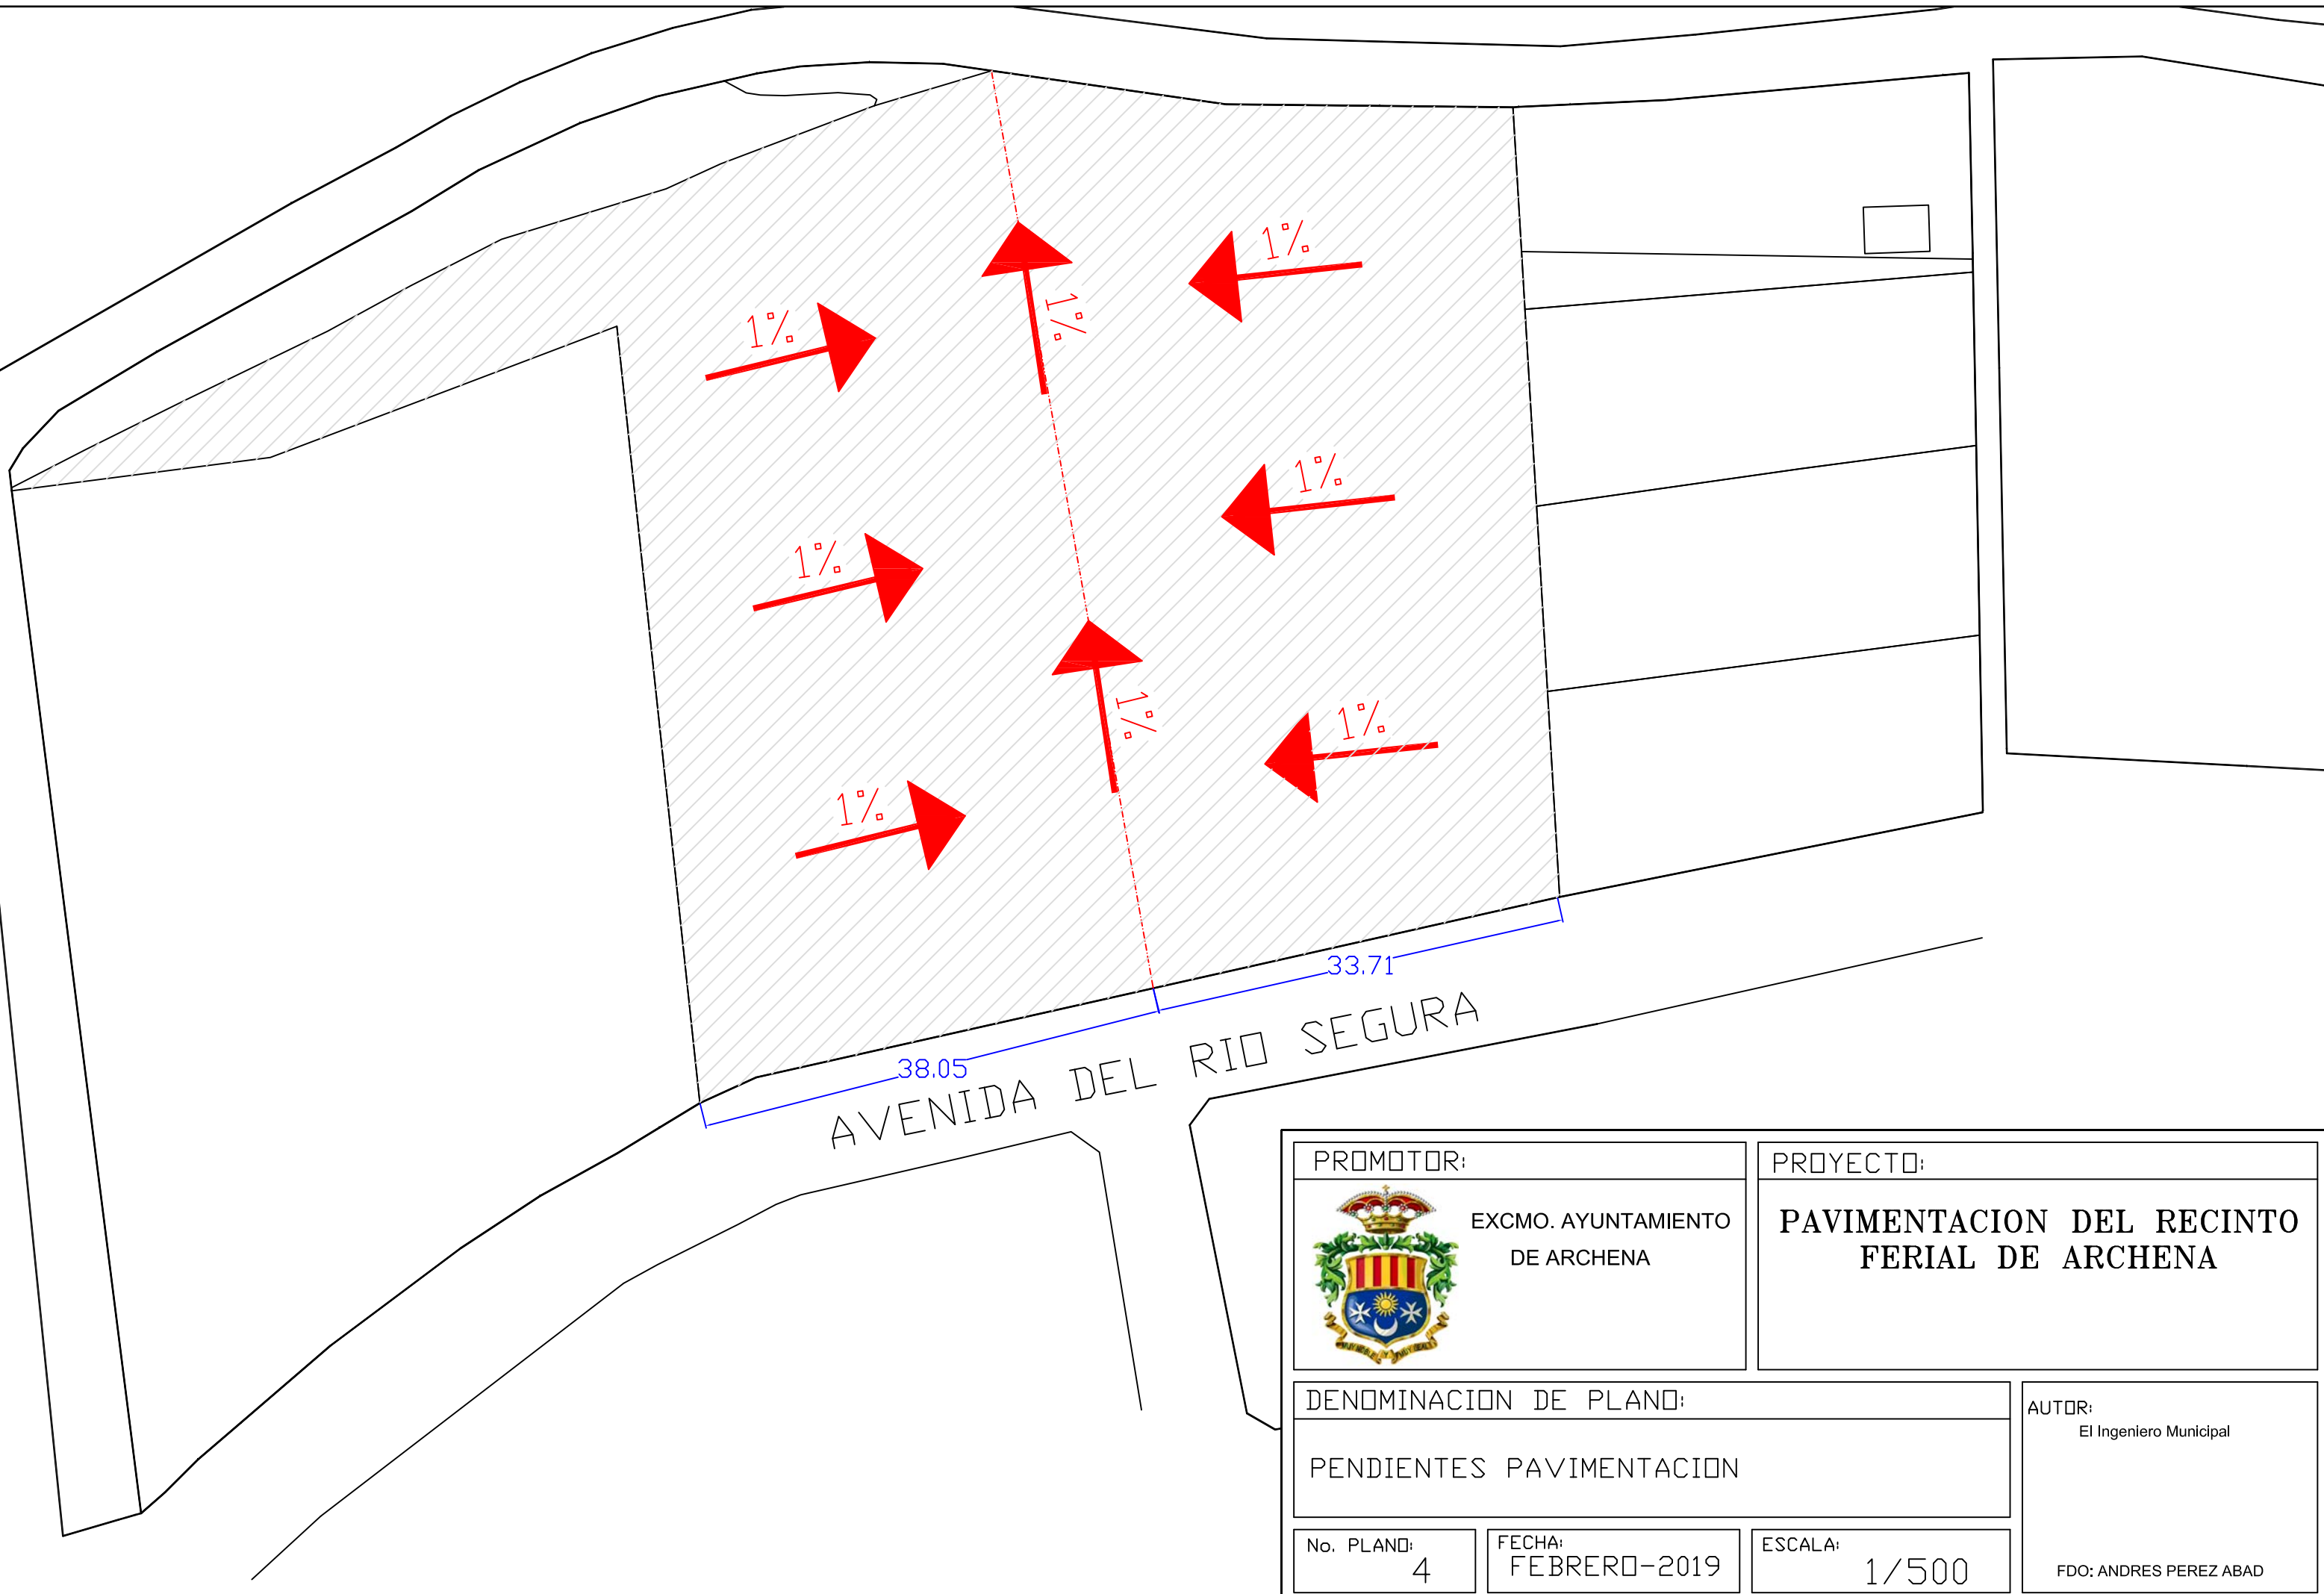 1%
1%
1%
1%
1%
1%
1%
1%
33.71
38.05
AVENIDA DEL RIO SEGURA
PROMOTOR:
EXCMO. AYUNTAMIENTO
DE ARCHENA
PROYECTO:
PAVIMENTACION DEL RECINTO
FERIAL DE ARCHENA
DENOMINACION DE PLANO:
PENDIENTES PAVIMENTACION
AUTOR:
El Ingeniero Municipal
FDO: ANDRES PEREZ ABAD
No. PLANO:
4
FECHA:
FEBRERO-2019
ESCALA:
1/500